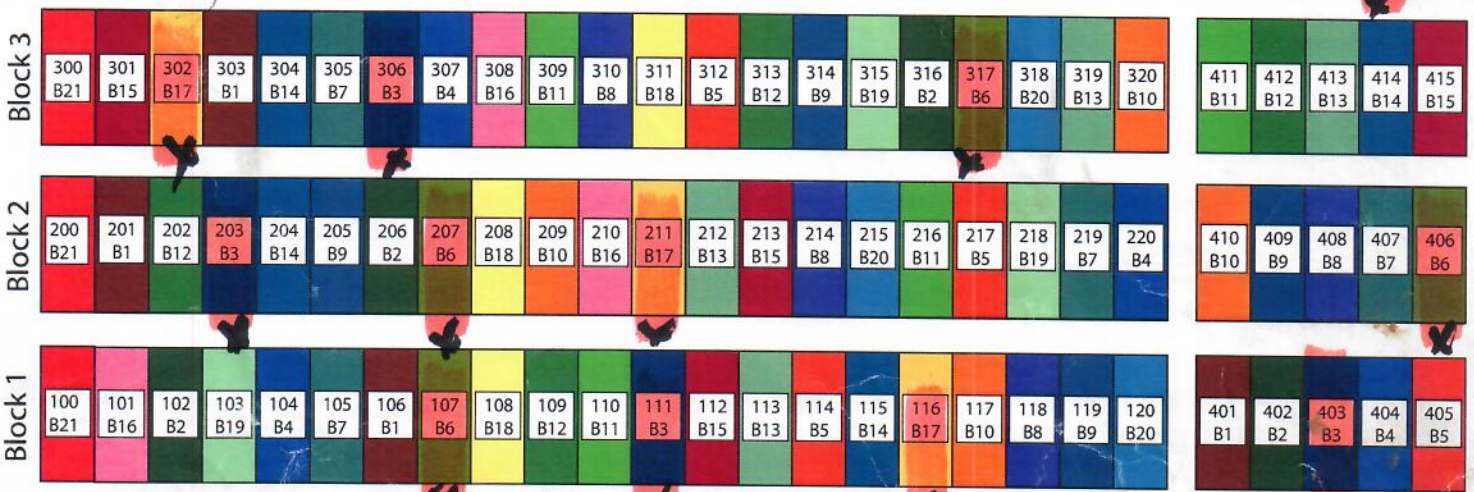 Block 3
300 301 302 303 304 305 306 307 308 309 310 311 312 313 314 315 316 317 318 319 320 411 412 413 414 415
B21 B15 B17 B1 B14 B7 B3 B4 B16 B11 B8 B18 B5 B12 B9 B19 B2 B6 B20 B13 B10 B11 B12 B13 B14 B15
Block 2
200 201 202 203 204 205 206 207 208 209 210 211 212 213 214 215 216 217 218 219 220 410 409 408 407 406
B21 B1 B12 B3 B14 B9 B2 B6 B18 B10 B16 B17 B13 B15 B8 B20 B11 B5 B19 B7 B4 B10 B9 B8 B7 B6
Block 1
100 101 102 103 104 105 106 107 108 109 110 111 112 113 114 115 116 117 118 119 120 401 402 403 404 405
B21 B16 B2 B19 B4 B7 B1 B6 B18 B12 B11 B3 B15 B13 B5 B14 B17 B10 B8 B9 B20 B1 B2 B3 B4 B5